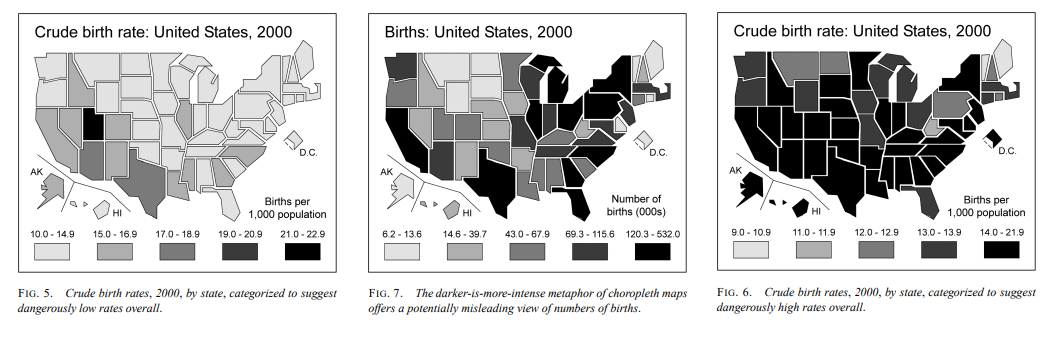 Crude birth rate: United States, 2000
D.C.
AK
HI
Births per
1,000 population
10.0 - 14.9 15.0 - 16.9 17.0 - 18.9 19.0 - 20.9 21.0 - 22.9
FIG. 5. Crude birth rates, 2000, by state, categorized to suggest
dangerously low rates overall.
Births: United States, 2000
D.C.
AK
HI
Number of
births (000s)
6.2 - 13.6 14.6 - 39.7 43.0 - 67.9 69.3 - 115.6 120.3 - 532.0
FIG. 7. The darker-is-more-intense metaphor of choropleth maps
offers a potentially misleading view of numbers of births.
Crude birth rate: United States, 2000
D.C.
AK
HI
Births per
1,000 population
9.0 - 10.9 11.0 - 11.9 12.0 - 12.9 13.0 - 13.9 14.0 - 21.9
FIG. 6. Crude birth rates, 2000, by state, categorized to suggest
dangerously high rates overall.